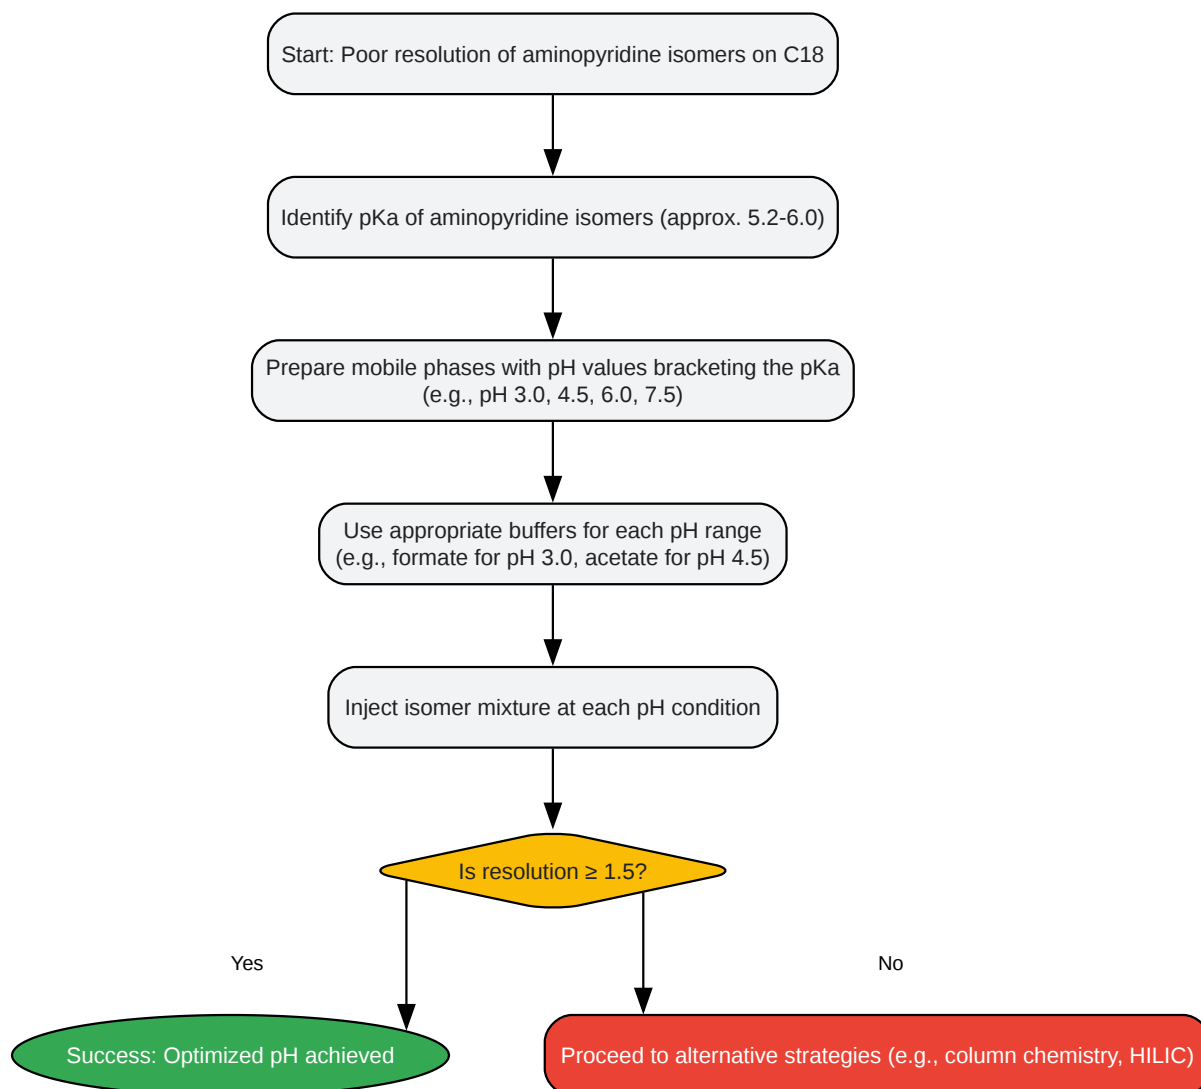 Start: Poor resolution of aminopyridine isomers on C18
Identify pKa of aminopyridine isomers (approx. 5.2-6.0)
Prepare mobile phases with pH values bracketing the pKa
(e.g., pH 3.0, 4.5, 6.0, 7.5)
Use appropriate buffers for each pH range
(e.g., formate for pH 3.0, acetate for pH 4.5)
Inject isomer mixture at each pH condition
Is resolution ≥ 1.5?
Yes
No
Success: Optimized pH achieved
Proceed to alternative strategies (e.g., column chemistry, HILIC)